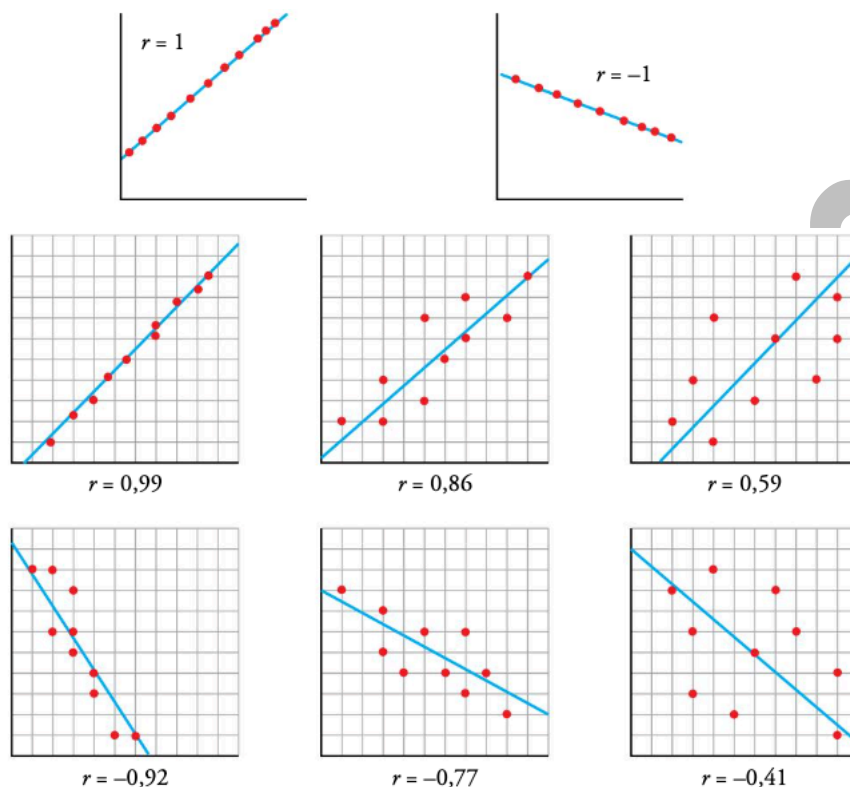 r = 1
r = –1
r = 0,99
r = 0,86
r = 0,59
r = –0,92
r = –0,77
r = –0,41